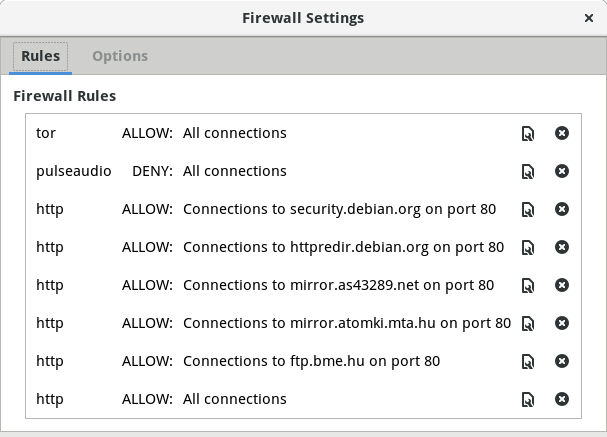 Firewall Settings
Rules Options
Firewall Rules
tor ALLOW: All connections
pulseaudio DENY: All connections
http ALLOW: Connections to security.debian.org on port 80
http ALLOW: Connections to httpredir.debian.org on port 80
http ALLOW: Connections to mirror.as43289.net on port 80
http ALLOW: Connections to mirror.atomki.mta.hu on port 80
http ALLOW: Connections to ftp.bme.hu on port 80
http ALLOW: All connections